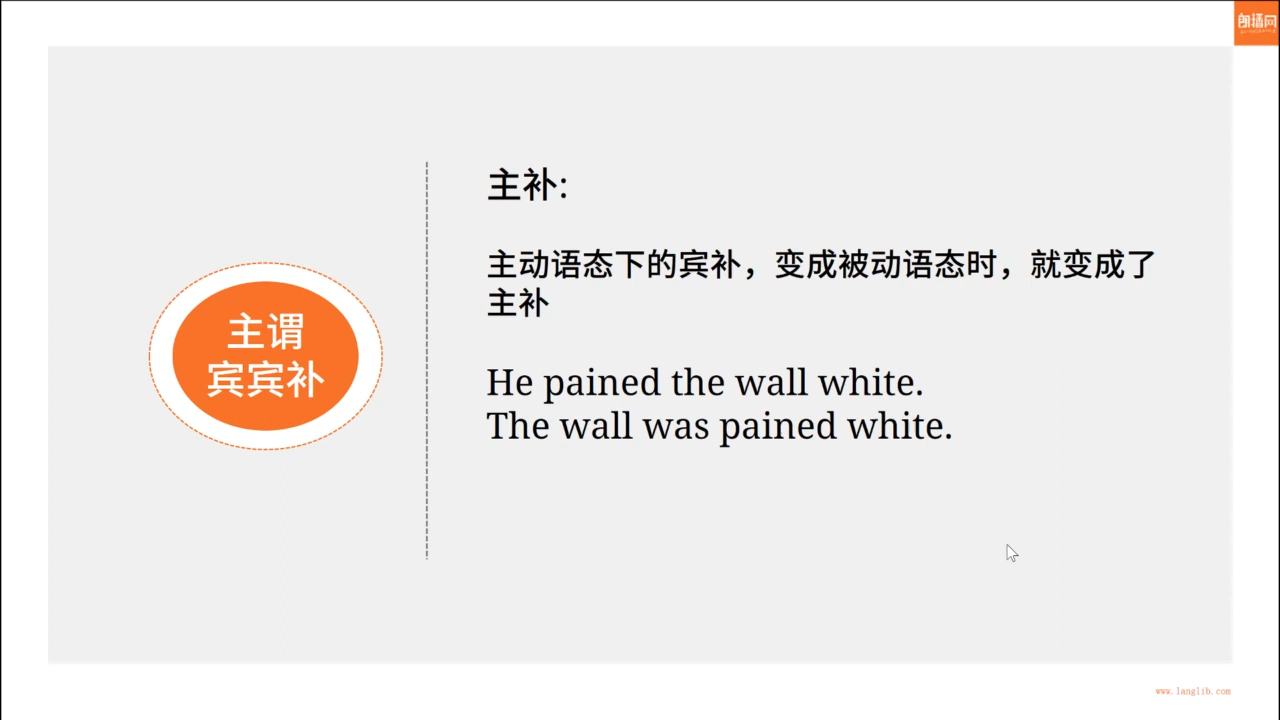 朗播网
主补:
主动语态下的宾补，变成被动语态时，就变成了
主补
主谓
宾宾补
He pained the wall white.
The wall was pained white.
www.langlib.com